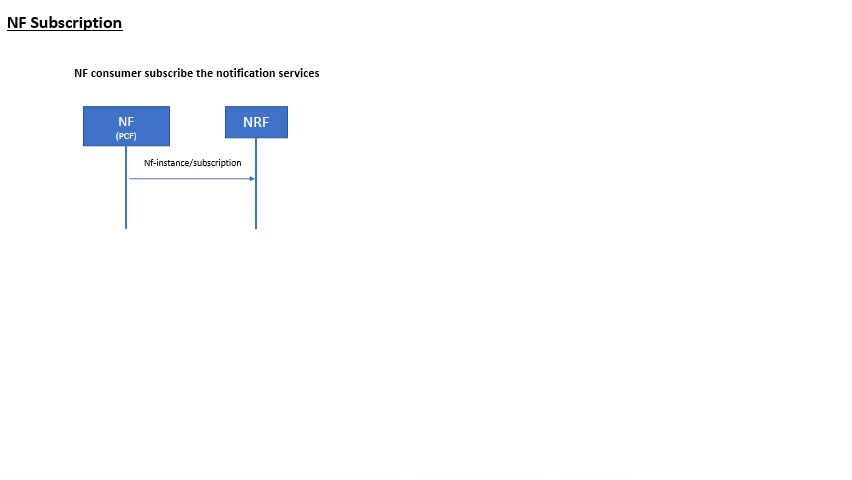 NF Subscription
NF consumer subscribe the notification services
NF
(PCF)
NRF
Nf-instance/subscription